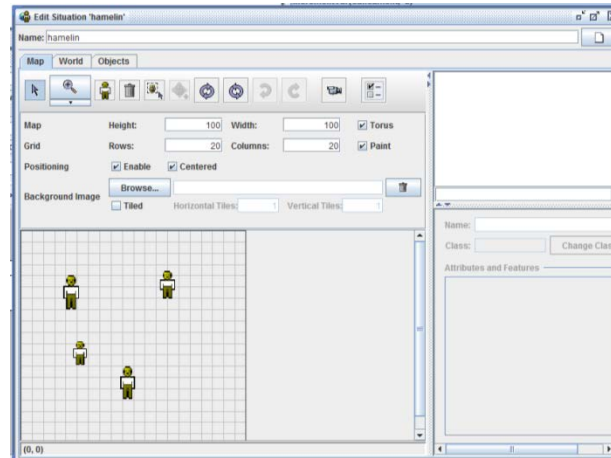 Edit Situation 'hamelin'
Name: hamelin
Map World Objects
Map Height: 100 Width: 100 Torus
Grid Rows: 20 Columns: 20 Paint
Positioning Enable Centered
Background Image Browse...
Tiled Horizontal Tiles: 1 Vertical Tiles: 1
Name:
Class: Change Clas
Attributes and Features
(0, 0)